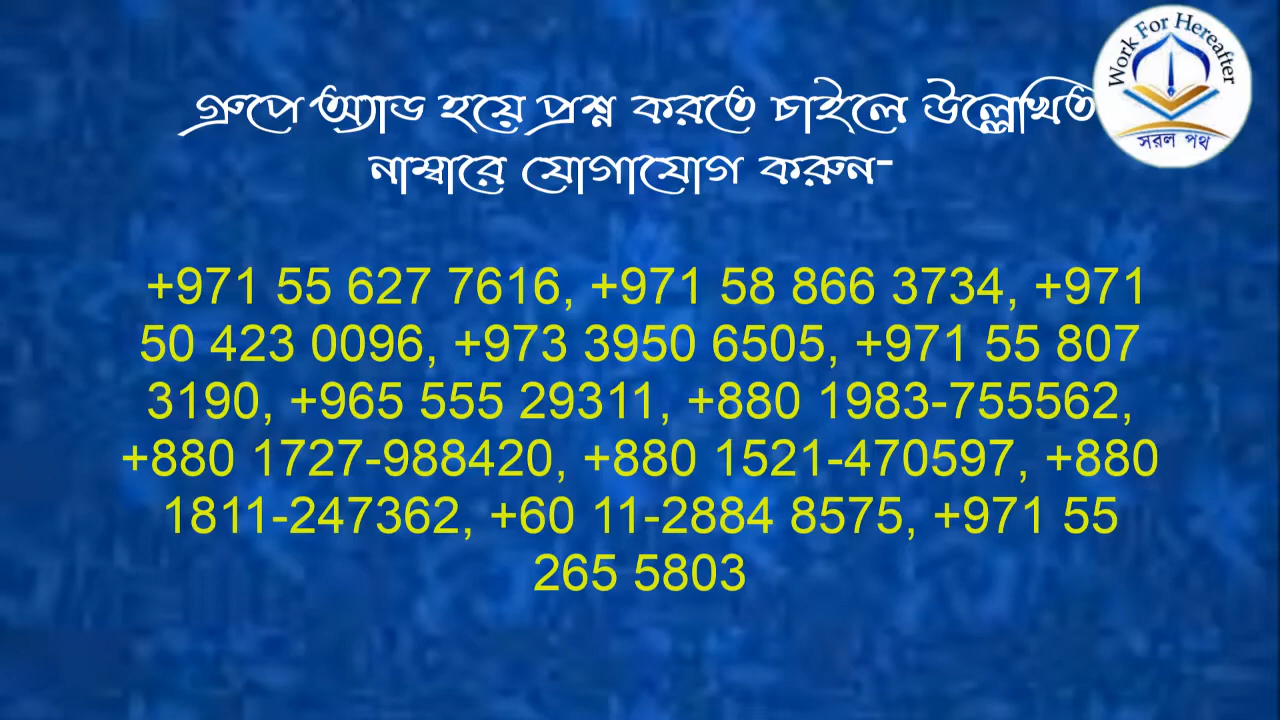 Work For Hereafter
সরল পথ
গ্রুপে অ্যাড হয়ে প্রশ্ন করতে চাইলে উল্লেখিত
নাম্বারে যোগাযোগ করুন-
+971 55 627 7616, +971 58 866 3734, +971
50 423 0096, +973 3950 6505, +971 55 807
3190, +965 555 29311, +880 1983-755562,
+880 1727-988420, +880 1521-470597, +880
1811-247362, +60 11-2884 8575, +971 55
265 5803